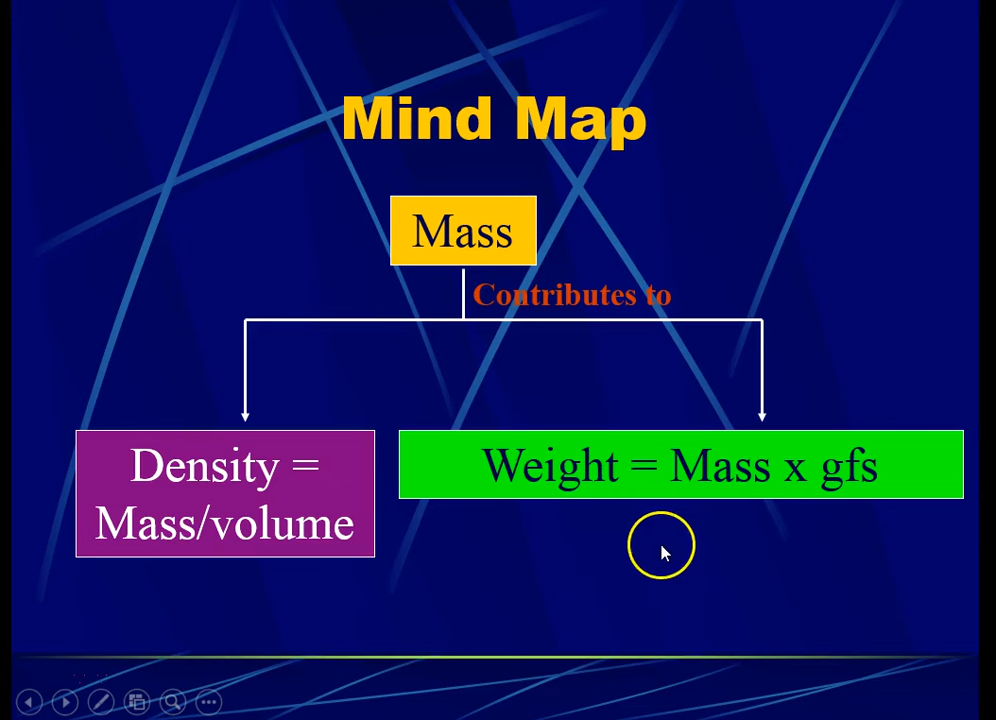 Mind Map
Mass
Contributes to
Density =
Mass/volume
Weight = Mass x gfs